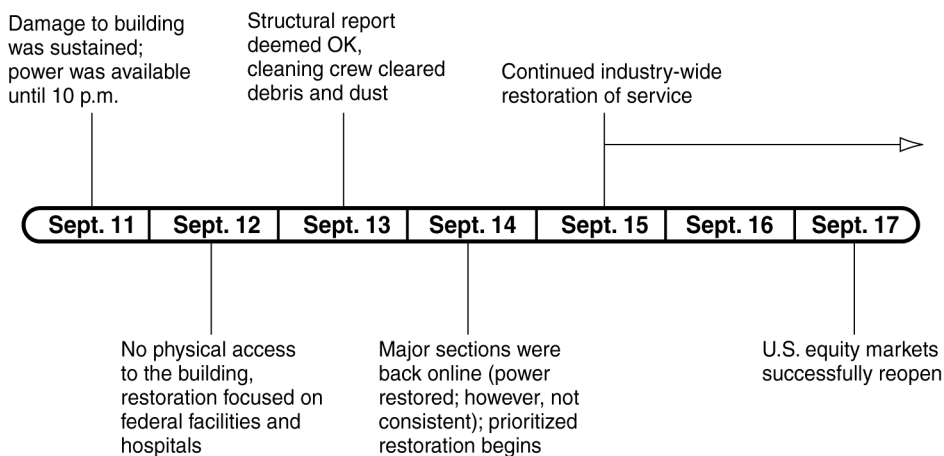 Damage to building
was sustained;
power was available
until 10 p.m.
Structural report
deemed OK,
cleaning crew cleared
debris and dust
Continued industry-wide
restoration of service
Sept. 11 Sept. 12 Sept. 13 Sept. 14 Sept. 15 Sept. 16 Sept. 17
No physical access
to the building,
restoration focused on
federal facilities and
hospitals
Major sections were
back online (power
restored; however, not
consistent); prioritized
restoration begins
U.S. equity markets
successfully reopen